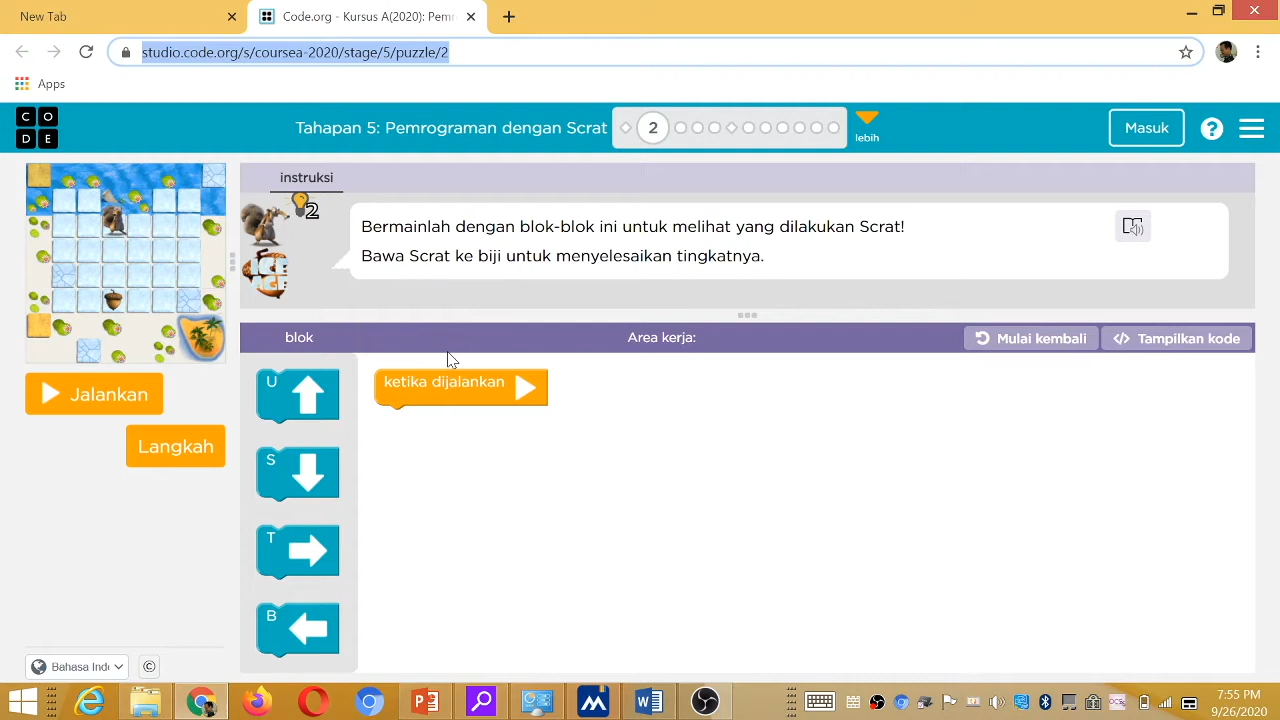 New Tab
Code.org - Kursus A(2020): Pem
studio.code.org/s/coursea-2020/stage/5/puzzle/2
Apps
C O
D E
Tahapan 5: Pemrograman dengan Scrat
2
lebih
Masuk
?
instruksi
2
ICE
AGE
Bermainlah dengan blok-blok ini untuk melihat yang dilakukan Scrat!
Bawa Scrat ke biji untuk menyelesaikan tingkatnya.
blok
Area kerja:
Mulai kembali
Tampilkan kode
Jalankan
Langkah
ketika dijalankan
U
S
T
B
Bahasa Ind
©
7:55 PM
9/26/2020